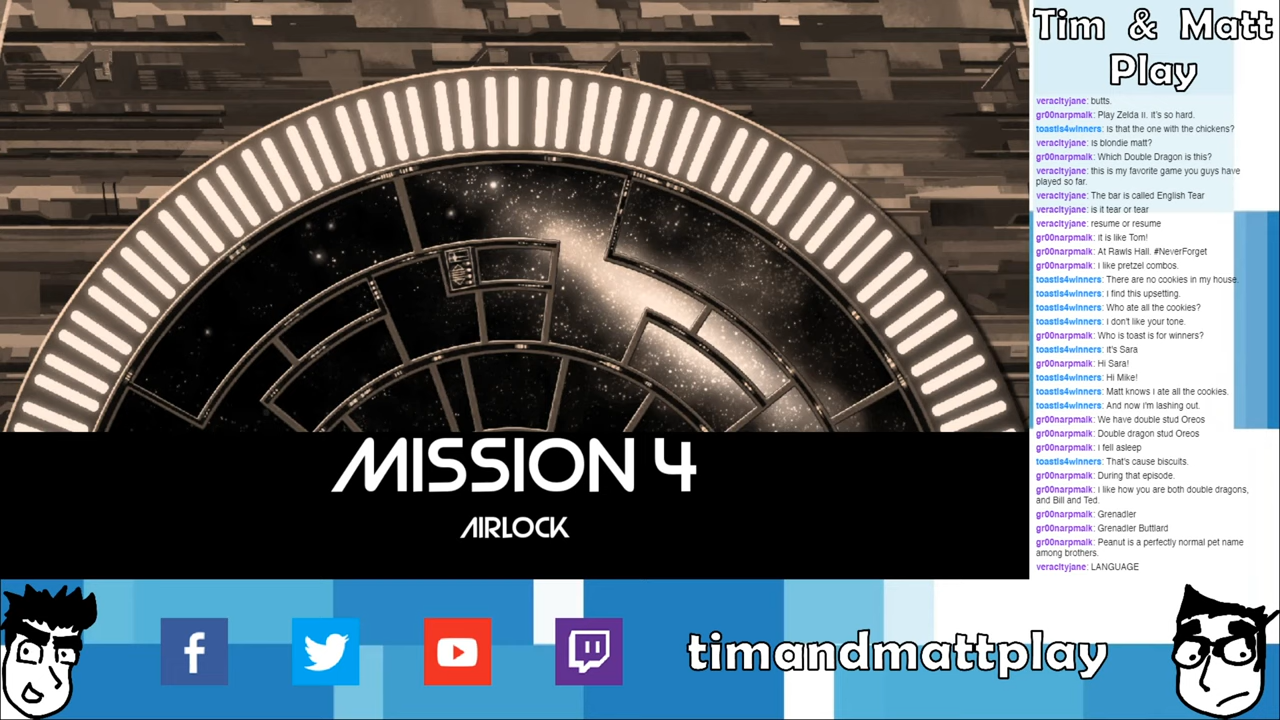 Tim & Matt
Play
veracityjane: butts.
gr00narpmalk: Play Zelda II. it's so hard.
toastis4winners: is that the one with the chickens?
veracityjane: is blondie matt?
gr00narpmalk: Which Double Dragon is this?
veracityjane: this is my favorite game you guys have
played so far.
veracityjane: The bar is called English Tear
veracityjane: is it tear or tear
veracityjane: resume or resume
gr00narpmalk: it is like Tom!
gr00narpmalk: At Rawls Hall. #NeverForget
gr00narpmalk: I like pretzel combos.
toastis4winners: There are no cookies in my house.
toastis4winners: I find this upsetting.
toastis4winners: Who ate all the cookies?
toastis4winners: I don't like your tone.
gr00narpmalk: Who is toast is for winners?
toastis4winners: it's Sara
gr00narpmalk: Hi Sara!
toastis4winners: Hi Mike!
toastis4winners: Matt knows i ate all the cookies.
toastis4winners: And now i'm lashing out.
gr00narpmalk: We have double stud Oreos
gr00narpmalk: Double dragon stud Oreos
gr00narpmalk: I fell asleep
toastis4winners: That's cause biscuits.
gr00narpmalk: During that episode.
gr00narpmalk: I like how you are both double dragons,
and Bill and Ted.
gr00narpmalk: Grenadler
gr00narpmalk: Grenadler Buttlard
gr00narpmalk: Peanut is a perfectly normal pet name
among brothers.
veracityjane: LANGUAGE
MISSION 4
AIRLOCK
timandmattplay